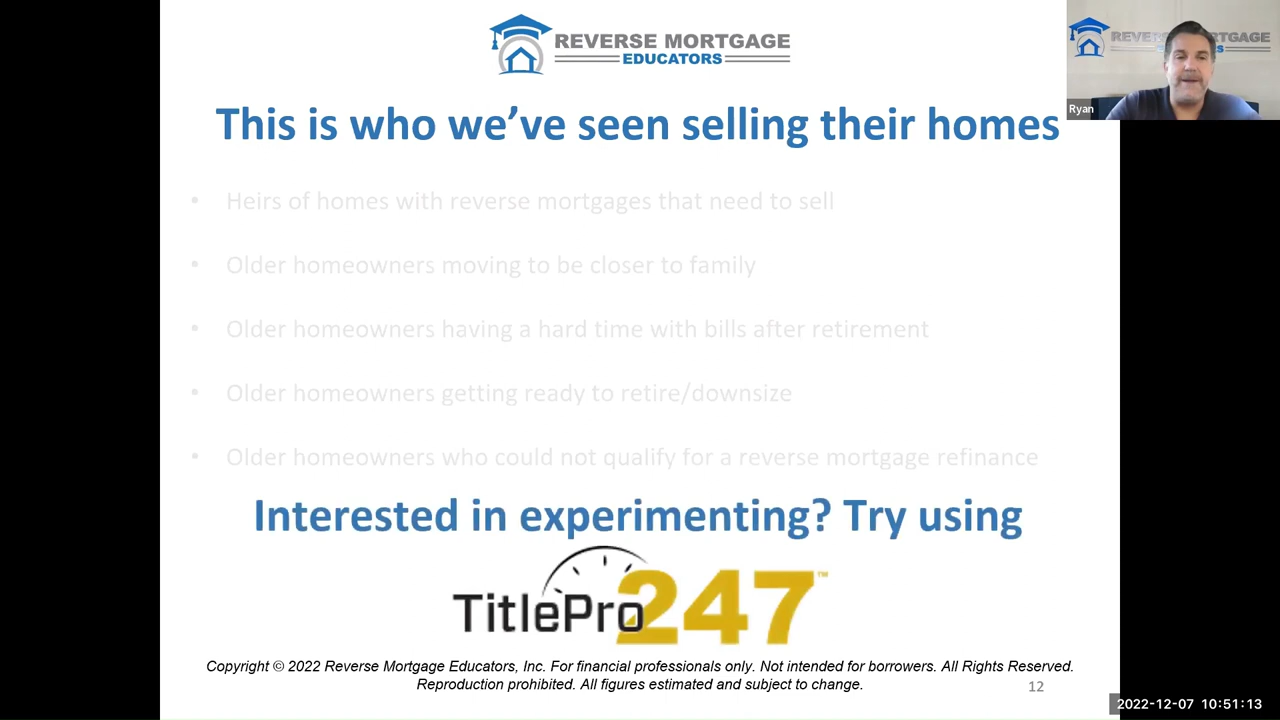 REVERSE MORTGAGE
EDUCATORS
REVERSE MORTGAGE
Ryan
This is who we've seen selling their homes
• Heirs of homes with reverse mortgages that need to sell
• Older homeowners moving to be closer to family
• Older homeowners having a hard time with bills after retirement
• Older homeowners getting ready to retire/downsize
• Older homeowners who could not qualify for a reverse mortgage refinance
Interested in experimenting? Try using
TitlePro247™
Copyright © 2022 Reverse Mortgage Educators, Inc. For financial professionals only. Not intended for borrowers. All Rights Reserved.
Reproduction prohibited. All figures estimated and subject to change.
12
2022-12-07 10:51:13